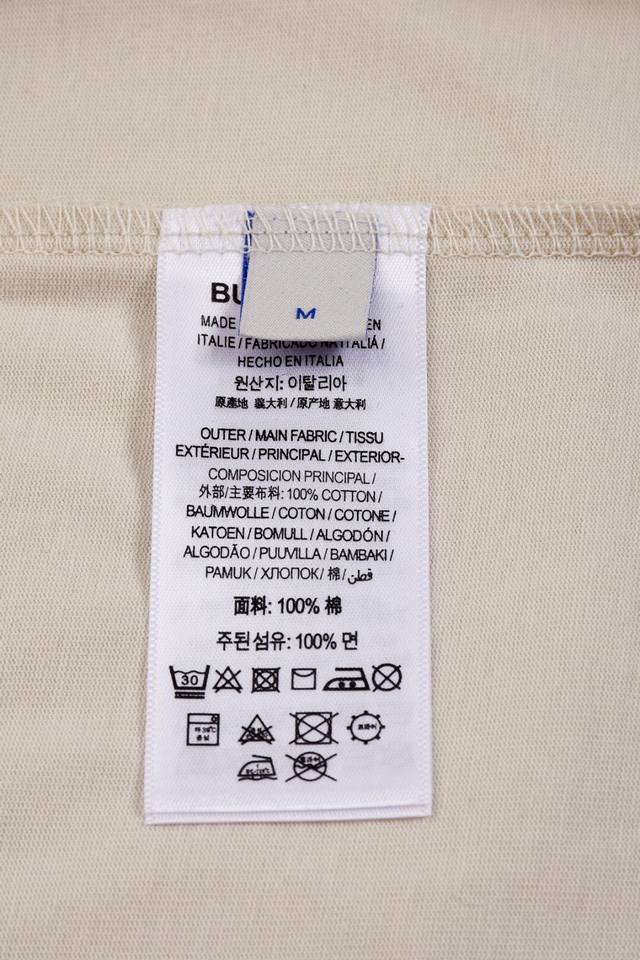 M
MADE
ITALIE / FABRICADO NA ITALIÁ /
HECHO EN ITALIA
원산지: 이탈리아
原產地 義大利 / 原产地 意大利
OUTER / MAIN FABRIC / TISSU
EXTÉRIEUR / PRINCIPAL / EXTERIOR-
COMPOSICION PRINCIPAL /
外部/主要布料: 100% COTTON /
BAUMWOLLE / COTON / COTONE /
KATOEN / BOMULL / ALGODÓN /
ALGODÃO / PUUVILLA / BAMBAKI /
PAMUK / ХЛОПОК / 棉 / قطن
面料: 100% 棉
주된섬유: 100% 면
30